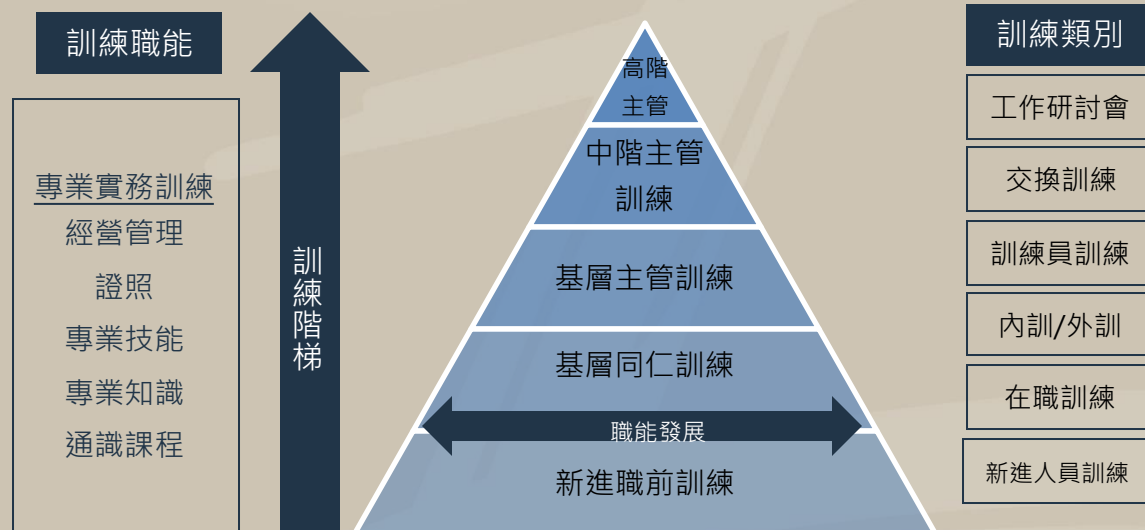 訓練職能
專業實務訓練
經營管理
證照
專業技能
專業知識
通識課程
訓練階梯
高階
主管
中階主管
訓練
基層主管訓練
基層同仁訓練
職能發展
新進職前訓練
訓練類別
工作研討會
交換訓練
訓練員訓練
內訓/外訓
在職訓練
新進人員訓練